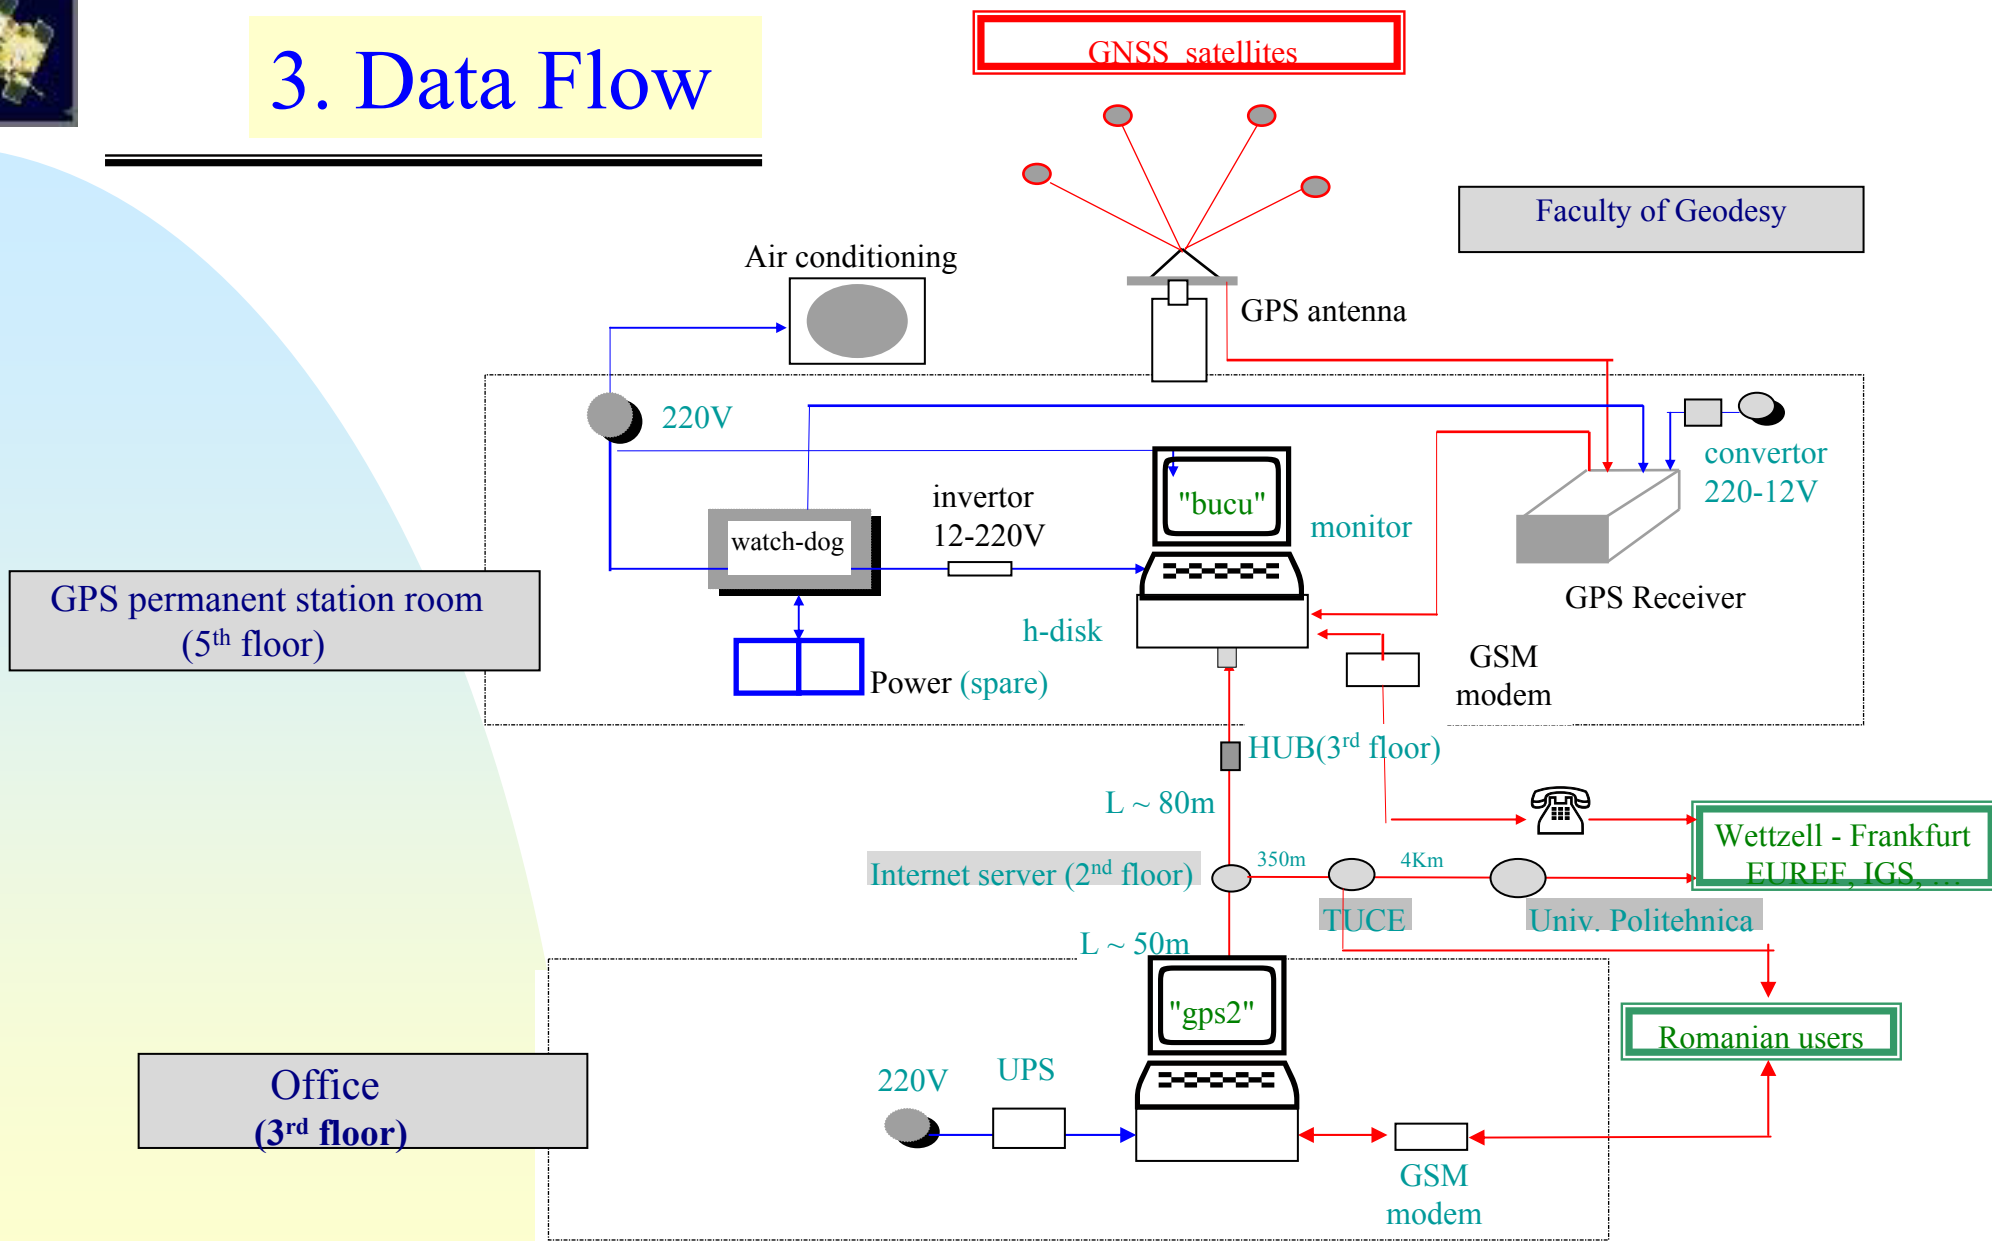 3. Data Flow
GNSS  satellites
Faculty of Geodesy
Air conditioning
GPS antenna
220V
convertor
220-12V
invertor
12-220V
"bucu"
monitor
watch-dog
GPS permanent station room
(5th floor)
GPS Receiver
h-disk
Power (spare)
GSM
modem
HUB(3rd floor)
L ~ 80m
Wettzell - Frankfurt
EUREF, IGS, …
Internet server (2nd floor)
350m
4Km
TUCE
Univ. Politehnica
L ~ 50m
"gps2"
Romanian users
Office
(3rd floor)
220V
UPS
GSM
modem